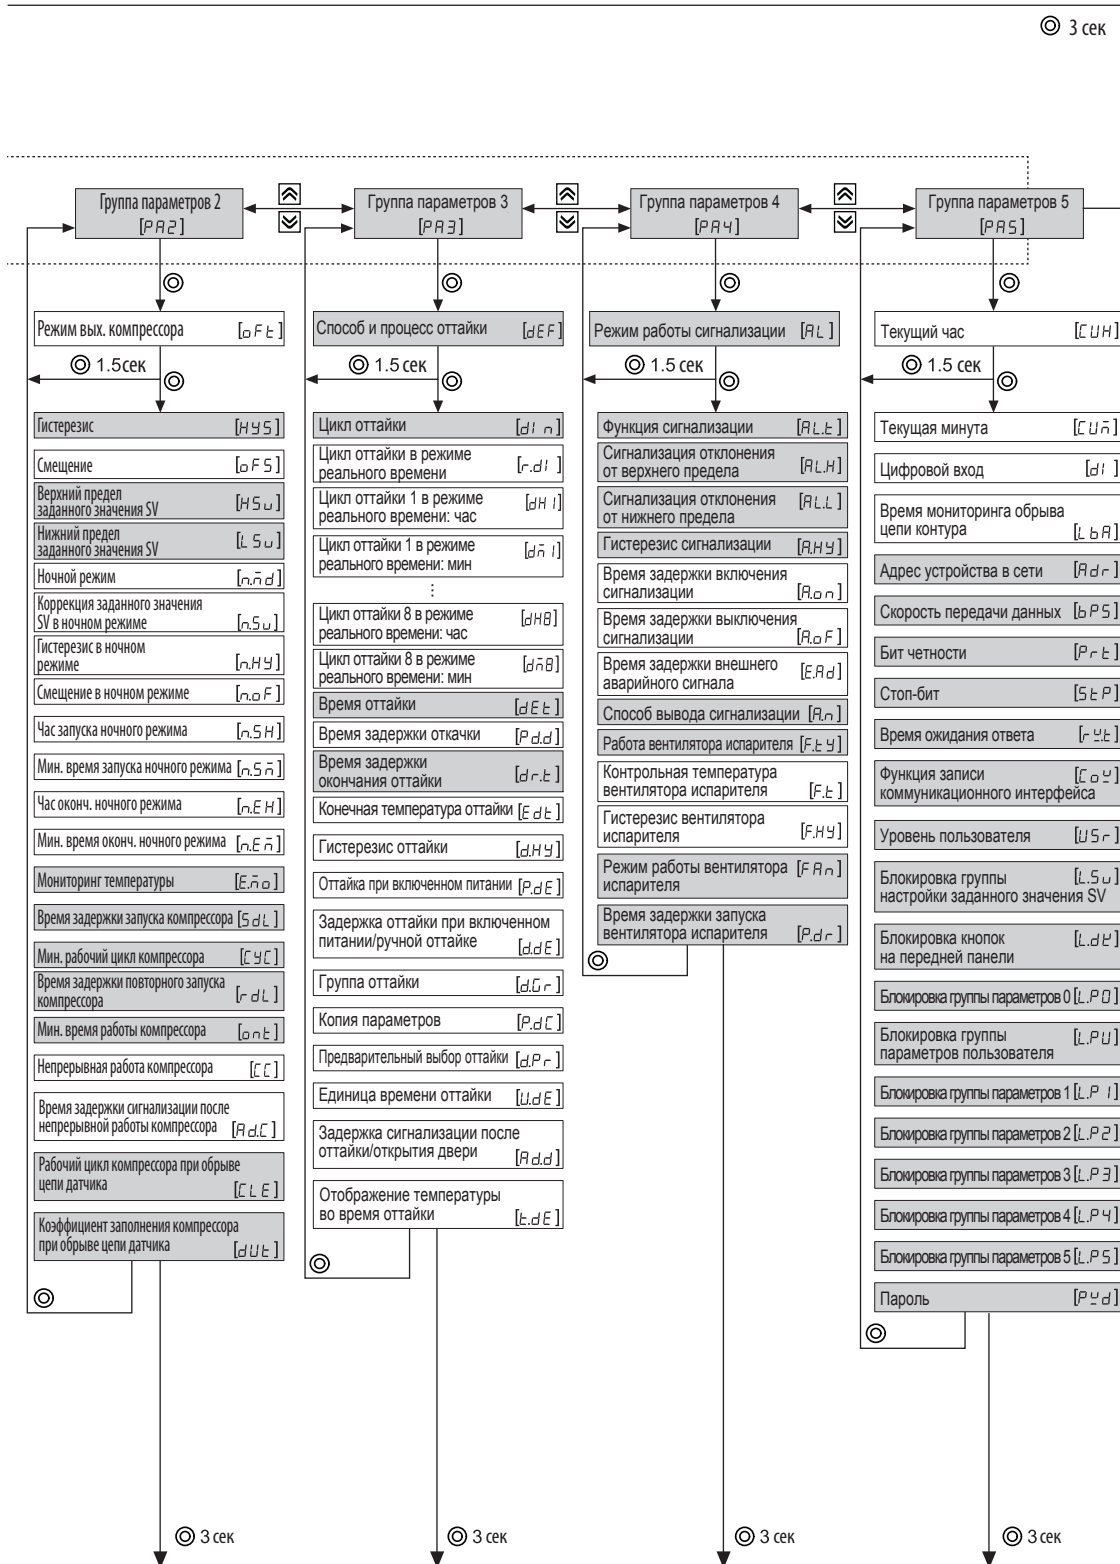 3 сек
Группа параметров 2
[PA2]
Группа параметров 3
[PA3]
Группа параметров 4
[PA4]
Группа параметров 5
[PA5]
Режим вых. компрессора [oFt]
1.5сек
Гистерезис [HYS]
Смещение [oFS]
Верхний предел
заданного значения SV [HSu]
Нижний предел
заданного значения SV [LSu]
Ночной режим [n.md]
Коррекция заданного значения
SV в ночном режиме [n.Su]
Гистерезис в ночном
режиме [n.HY]
Смещение в ночном режиме [n.oF]
Час запуска ночного режима [n.SH]
Мин. время запуска ночного режима [n.Sm]
Час оконч. ночного режима [n.EH]
Мин. время оконч. ночного режима [n.Em]
Мониторинг температуры [E.mo]
Время задержки запуска компрессора [SdL]
Мин. рабочий цикл компрессора [CYC]
Время задержки повторного запуска
компрессора [rdL]
Мин. время работы компрессора [ont]
Непрерывная работа компрессора [CC]
Время задержки сигнализации после
непрерывной работы компрессора [Ad.C]
Рабочий цикл компрессора при обрыве
цепи датчика [CLE]
Коэффициент заполнения компрессора
при обрыве цепи датчика [dUt]
3 сек
Способ и процесс оттайки [dEF]
1.5 сек
Цикл оттайки [dIn]
Цикл оттайки в режиме
реального времени [r.dI]
Цикл оттайки 1 в режиме
реального времени: час [dH1]
Цикл оттайки 1 в режиме
реального времени: мин [dm1]
⋮
Цикл оттайки 8 в режиме
реального времени: час [dH8]
Цикл оттайки 8 в режиме
реального времени: мин [dm8]
Время оттайки [dEt]
Время задержки откачки [Pd.d]
Время задержки
окончания оттайки [dr.t]
Конечная температура оттайки [Edt]
Гистерезис оттайки [d.HY]
Оттайка при включенном питании [P.dE]
Задержка оттайки при включенном
питании/ручной оттайке [d.dE]
Группа оттайки [d.Gr]
Копия параметров [P.dC]
Предварительный выбор оттайки [d.Pr]
Единица времени оттайки [U.dE]
Задержка сигнализации после
оттайки/открытия двери [Ad.d]
Отображение температуры
во время оттайки [t.dE]
3 сек
Режим работы сигнализации [AL]
1.5 сек
Функция сигнализации [AL.t]
Сигнализация отклонения
от верхнего предела [AL.H]
Сигнализация отклонения
от нижнего предела [AL.L]
Гистерезис сигнализации [A.HY]
Время задержки включения
сигнализации [A.on]
Время задержки выключения
сигнализации [A.oF]
Время задержки внешнего
аварийного сигнала [E.Ad]
Способ вывода сигнализации [A.n]
Работа вентилятора испарителя [F.tY]
Контрольная температура
вентилятора испарителя [F.t]
Гистерезис вентилятора
испарителя [F.HY]
Режим работы вентилятора [FAn]
испарителя
Время задержки запуска
вентилятора испарителя [P.dr]
3 сек
Текущий час [CUH]
1.5 сек
Текущая минута [CUm]
Цифровой вход [dI]
Время мониторинга обрыва
цепи контура [LbA]
Адрес устройства в сети [Adr]
Скорость передачи данных [bPS]
Бит четности [Prt]
Стоп-бит [StP]
Время ожидания ответа [rY.t]
Функция записи [CoY]
коммуникационного интерфейса
Уровень пользователя [USr]
Блокировка группы [L.Su]
настройки заданного значения SV
Блокировка кнопок [L.dY]
на передней панели
Блокировка группы параметров 0 [L.P0]
Блокировка группы [L.PU]
параметров пользователя
Блокировка группы параметров 1 [L.P1]
Блокировка группы параметров 2 [L.P2]
Блокировка группы параметров 3 [L.P3]
Блокировка группы параметров 4 [L.P4]
Блокировка группы параметров 5 [L.P5]
Пароль [PYd]
3 сек